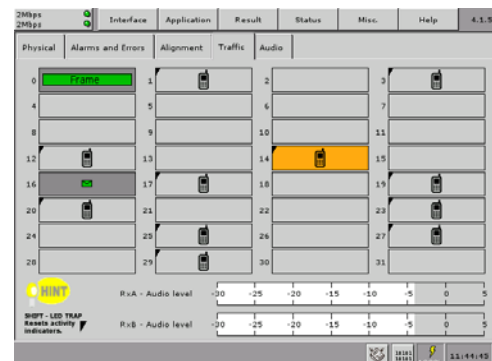 2Mbps Interface Application Result Status Misc. Help 4.1.5
2Mbps
Physical Alarms and Errors Alignment Traffic Audio
0 Frame 1 2 3
4 5 6 7
8 9 10 11
12 13 14 15
16 17 18 19
20 21 22 23
24 25 26 27
28 29 30 31
HINT RxA - Audio level -30 -25 -20 -15 -10 -5 0 5
SHIFT - LED TRAP
Resets activity
indicators.
RxB - Audio level -30 -25 -20 -15 -10 -5 0 5
11:44:45